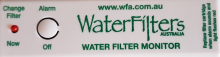 www.wfa.com.au
Change
Filter
Alarm
Now
Off
WaterFilters
AUSTRALIA
WATER FILTER MONITOR